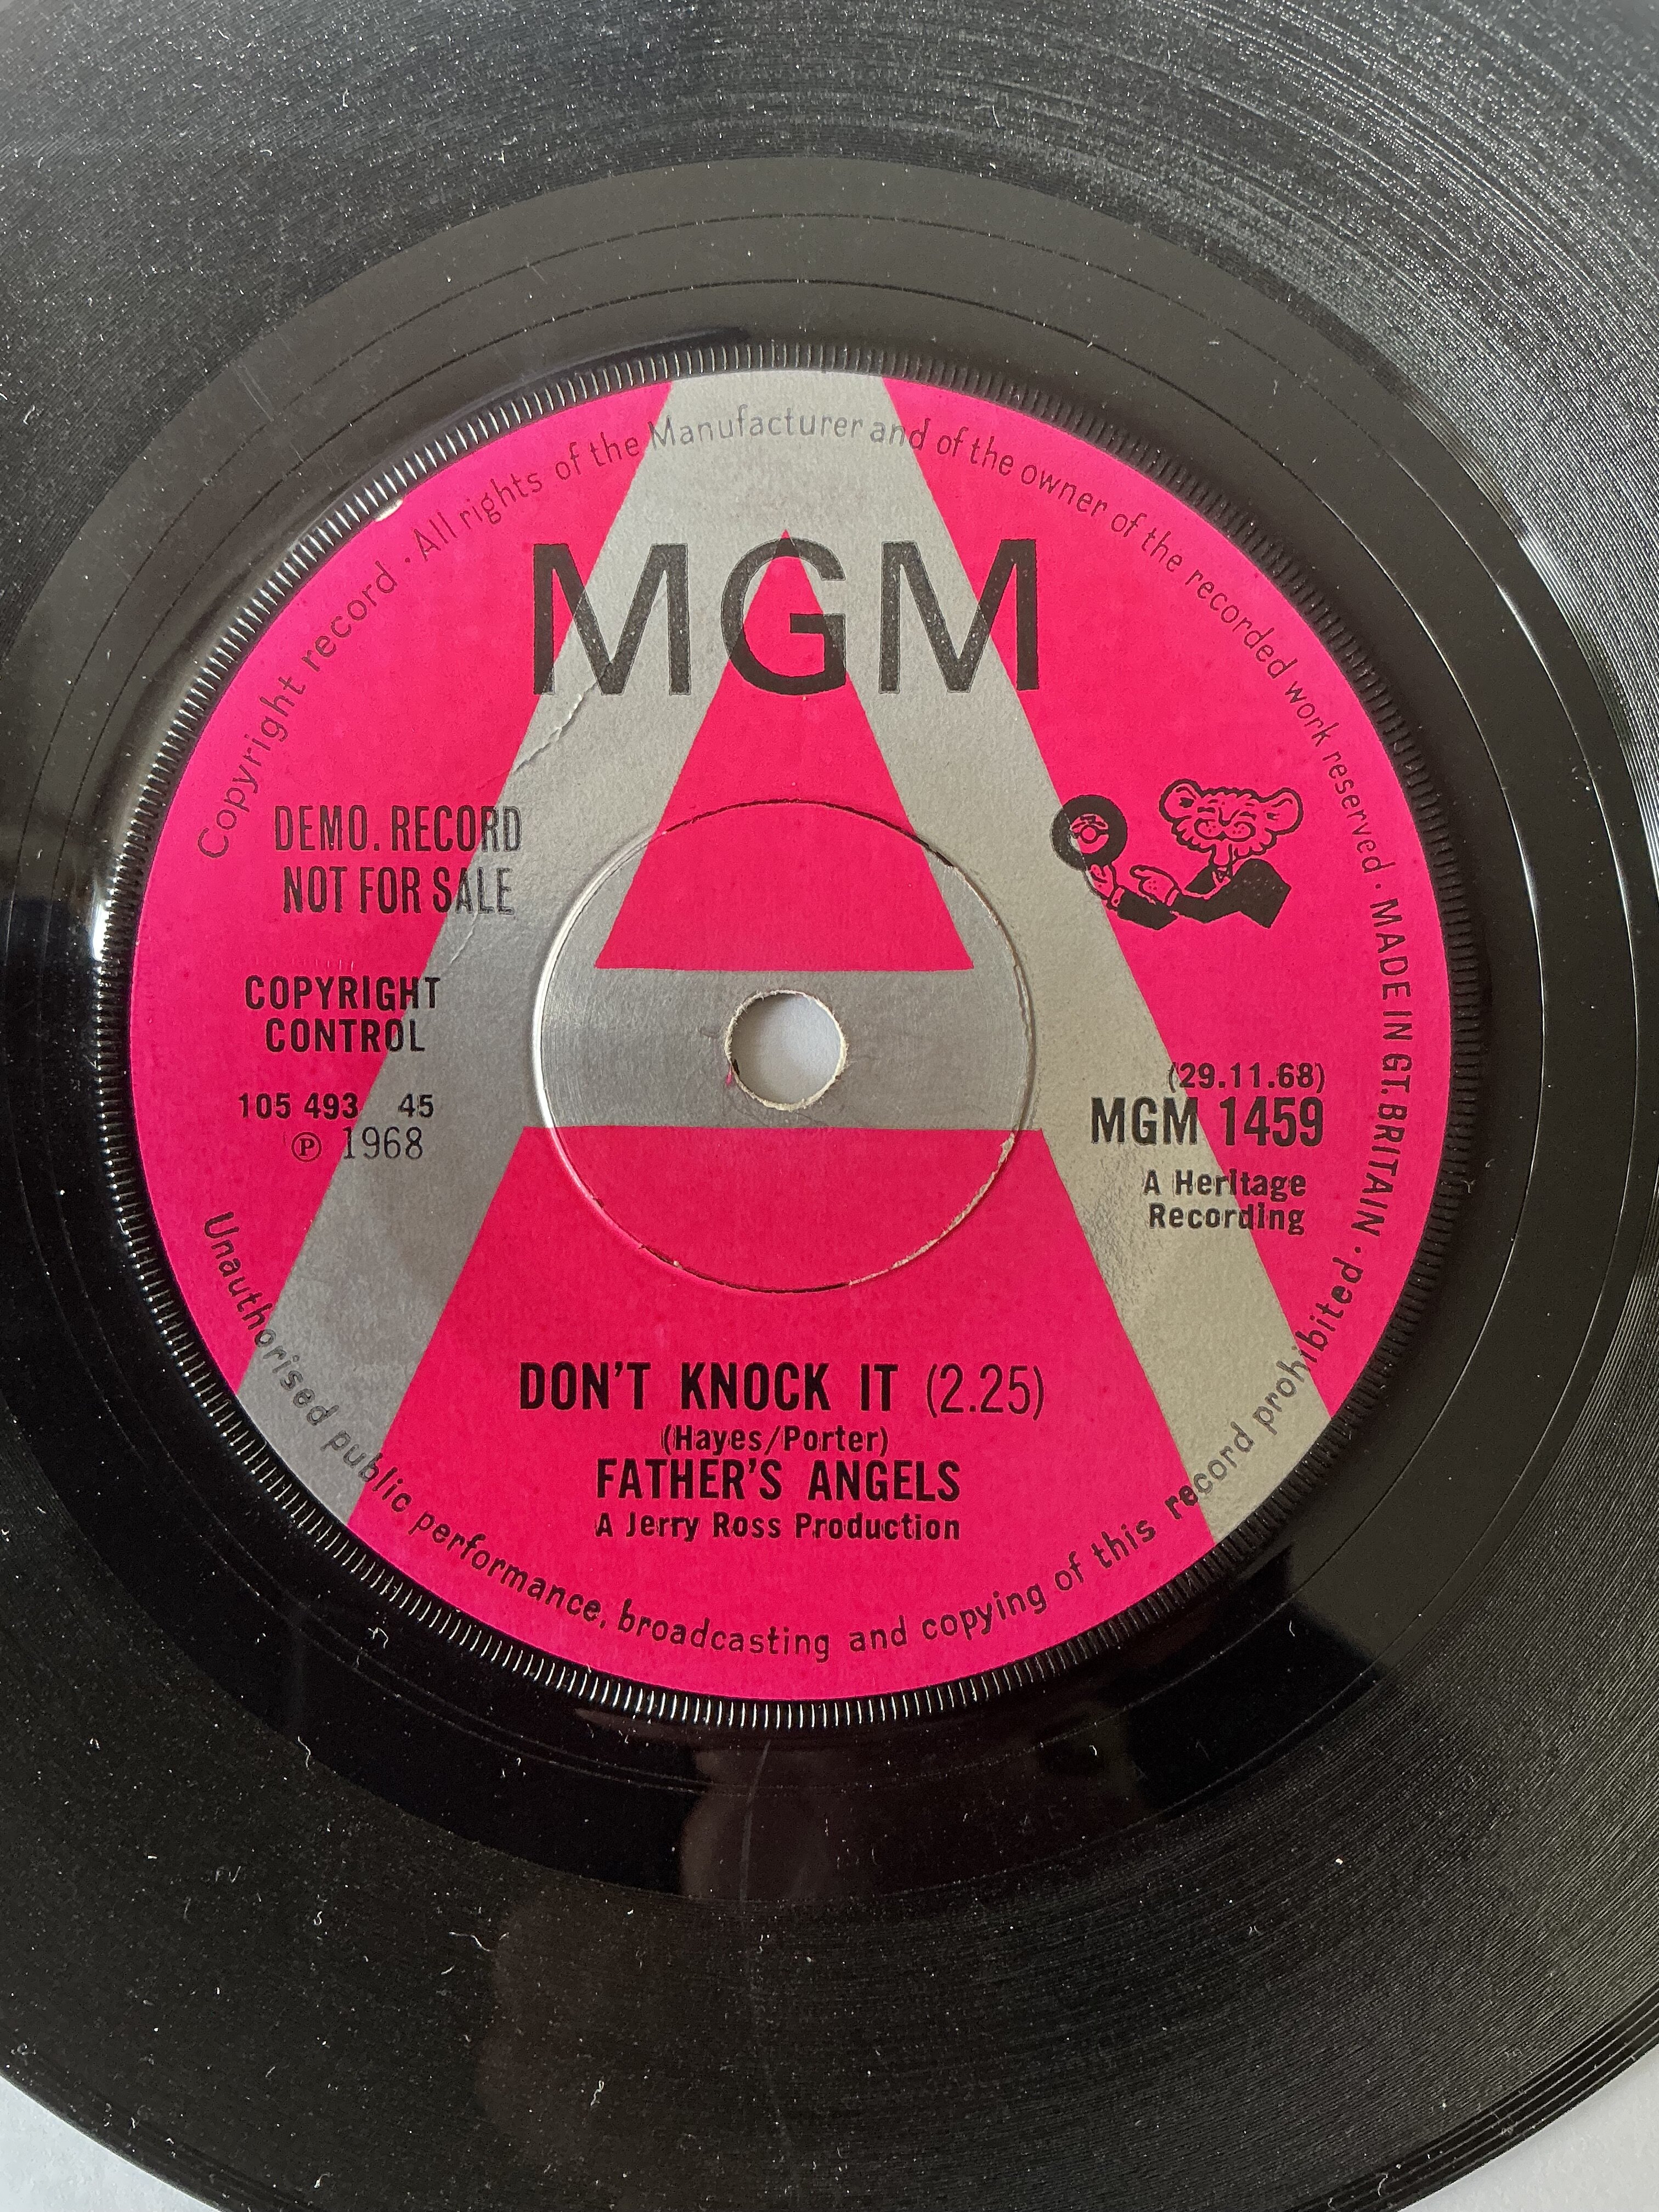 Copyright record · All rights of the Manufacturer and of the owner of the recorded work reserved · MADE IN GT. BRITAIN ·
MGM
DEMO. RECORD
NOT FOR SALE
COPYRIGHT
CONTROL
105 493 45
℗ 1968
(29.11.68)
MGM 1459
A Heritage
Recording
DON'T KNOCK IT (2.25)
(Hayes/Porter)
FATHER'S ANGELS
A Jerry Ross Production
Unauthorised public performance, broadcasting and copying of this record prohibited ·